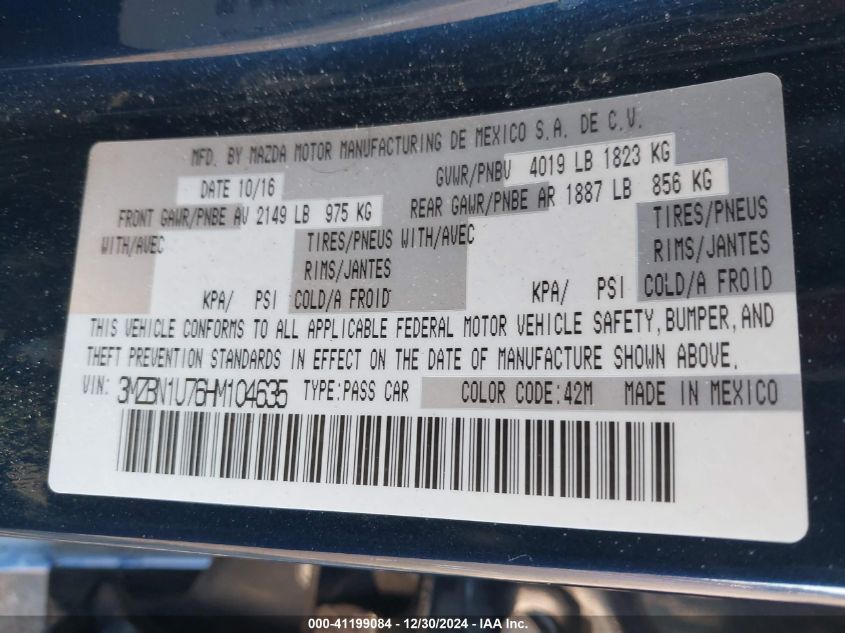 MFD. BY MAZDA MOTOR MANUFACTURING DE MEXICO S.A. DE C.V.
DATE 10/16 GVWR/PNBV 4019 LB 1823 KG
FRONT GAWR/PNBE AV 2149 LB 975 KG REAR GAWR/PNBE AR 1887 LB 856 KG
WITH/AVEC TIRES/PNEUS WITH/AVEC TIRES/PNEUS
RIMS/JANTES RIMS/JANTES
KPA/ PSI COLD/A FROID KPA/ PSI COLD/A FROID
THIS VEHICLE CONFORMS TO ALL APPLICABLE FEDERAL MOTOR VEHICLE SAFETY, BUMPER, AND
THEFT PREVENTION STANDARDS IN EFFECT ON THE DATE OF MANUFACTURE SHOWN ABOVE.
VIN: 3MZBN1U76HM104635 TYPE:PASS CAR COLOR CODE:42M MADE IN MEXICO
000-41199084 - 12/30/2024 - IAA Inc.